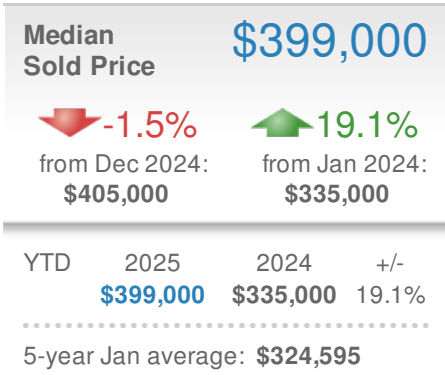 Median $399,000
Sold Price
-1.5% 19.1%
from Dec 2024: from Jan 2024:
$405,000 $335,000
YTD 2025 2024 +/-
$399,000 $335,000 19.1%
5-year Jan average: $324,595